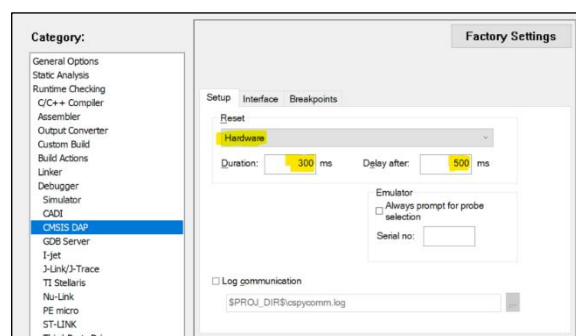 Category:
Factory Settings
General Options
Static Analysis
Runtime Checking
C/C++ Compiler
Assembler
Output Converter
Custom Build
Build Actions
Linker
Debugger
Simulator
CADI
CMSIS DAP
GDB Server
I-jet
J-Link/J-Trace
TI Stellaris
Nu-Link
PE micro
ST-LINK
Setup Interface Breakpoints
Reset
Hardware
Duration: 300 ms Delay after: 500 ms
Emulator
Always prompt for probe
selection
Serial no:
Log communication
$PROJ_DIR$\cspycomm.log
...